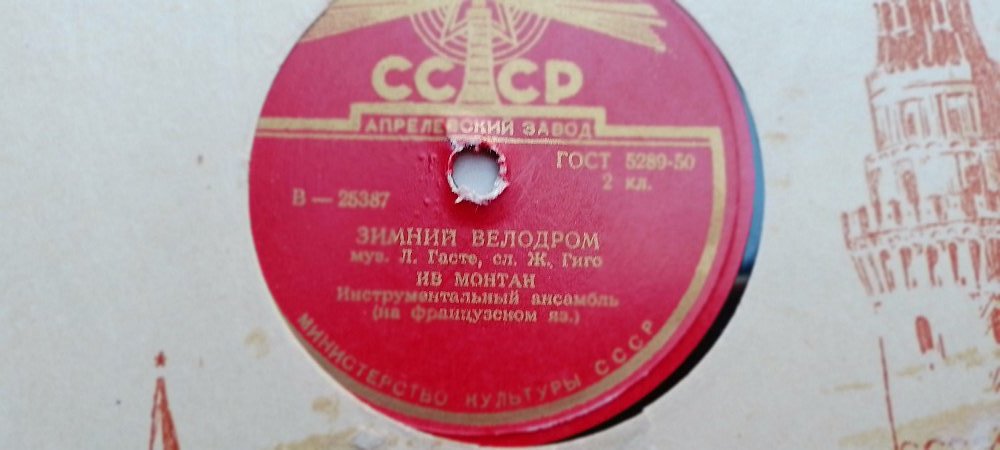 СССР
АПРЕЛЕВСКИЙ ЗАВОД
ГОСТ 5289-50
2 кл.
В — 25387
ЗИМНИЙ ВЕЛОДРОМ
муз. Л. Гасте, сл. Ж. Гиго
ИВ МОНТАН
Инструментальный ансамбль
(на французском яз.)
МИНИСТЕРСТВО КУЛЬТУРЫ СССР